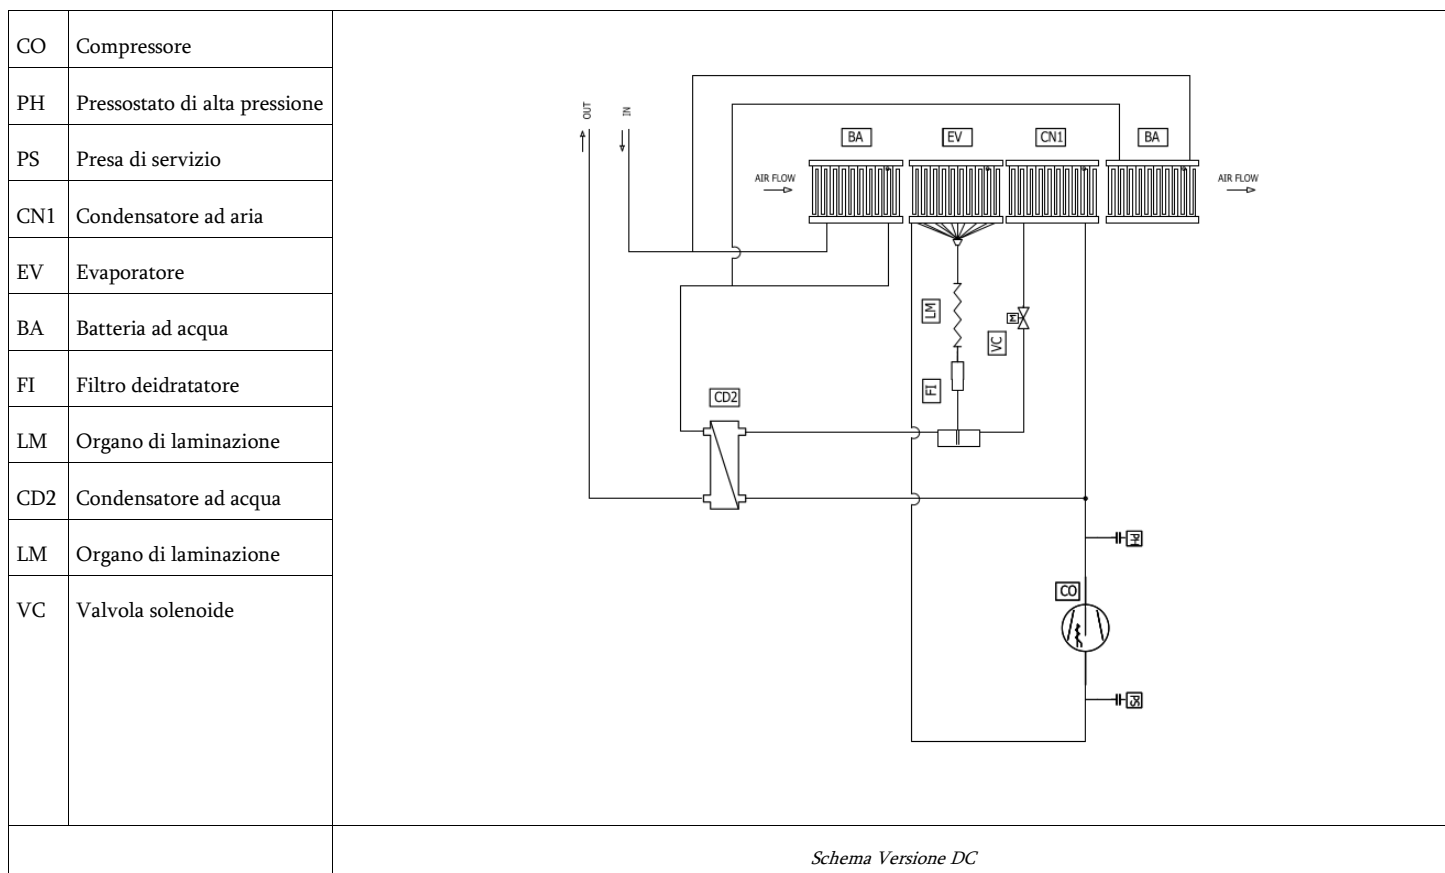 CO Compressore
PH Pressostato di alta pressione
PS Presa di servizio
CN1 Condensatore ad aria
EV Evaporatore
BA Batteria ad acqua
FI Filtro deidratatore
LM Organo di laminazione
CD2 Condensatore ad acqua
LM Organo di laminazione
VC Valvola solenoide
OUT
IN
BA
EV
CN1
BA
AIR FLOW
AIR FLOW
LM
M
VC
FI
CD2
PH
CO
PS
Schema Versione DC